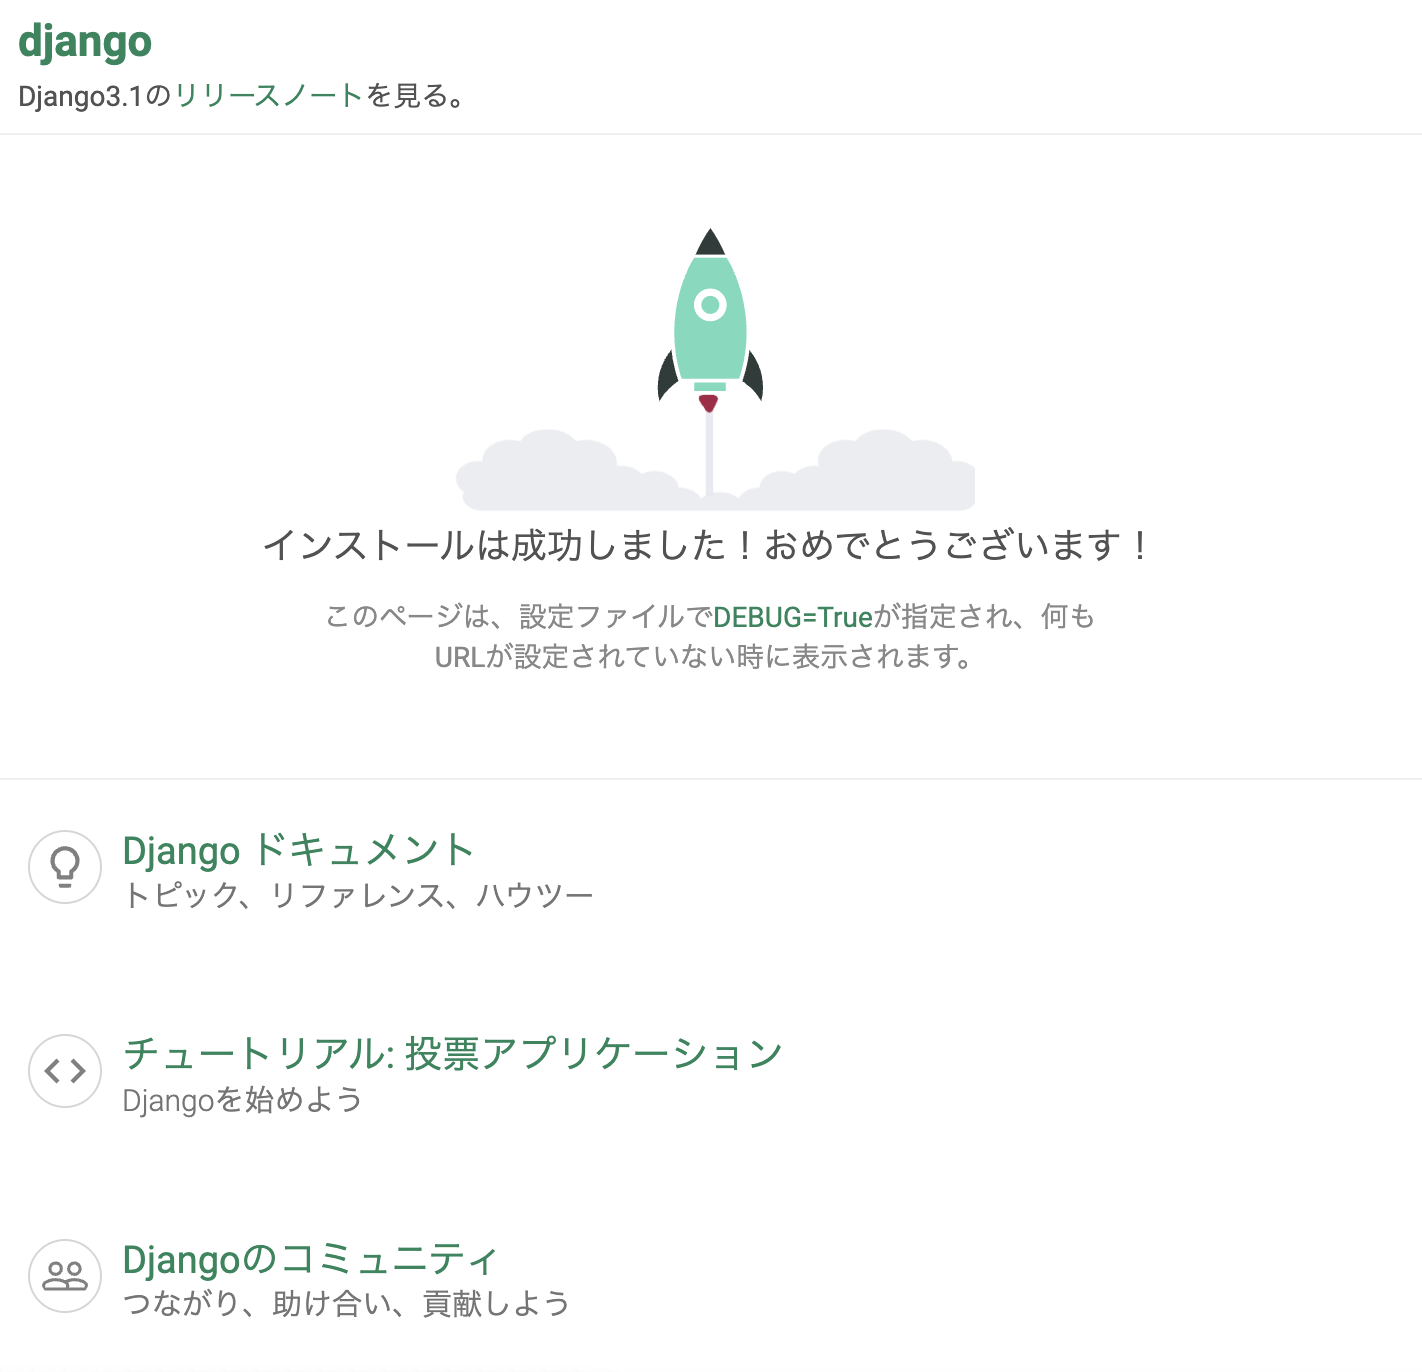 django
Django3.1のリリースノートを見る。
インストールは成功しました！おめでとうございます！
このページは、設定ファイルでDEBUG=Trueが指定され、何も
URLが設定されていない時に表示されます。
Django ドキュメント
トピック、リファレンス、ハウツー
チュートリアル: 投票アプリケーション
Djangoを始めよう
Djangoのコミュニティ
つながり、助け合い、貢献しよう